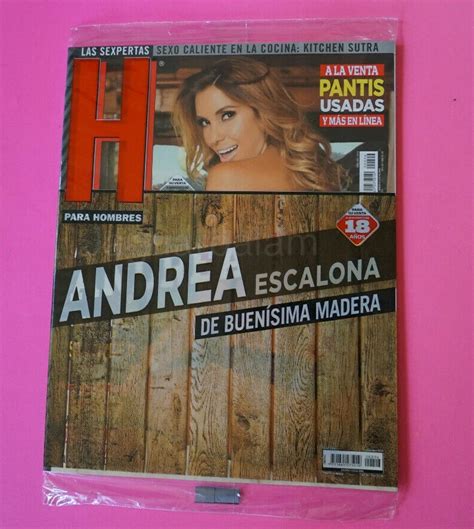 LAS SEXPERTAS
SEXO CALIENTE EN LA COCINA: KITCHEN SUTRA
H
A LA VENTA
PANTIS
USADAS
Y MÁS EN LÍNEA
PARA HOMBRES
18
AÑOS
ANDREA ESCALONA
DE BUENÍSIMA MADERA